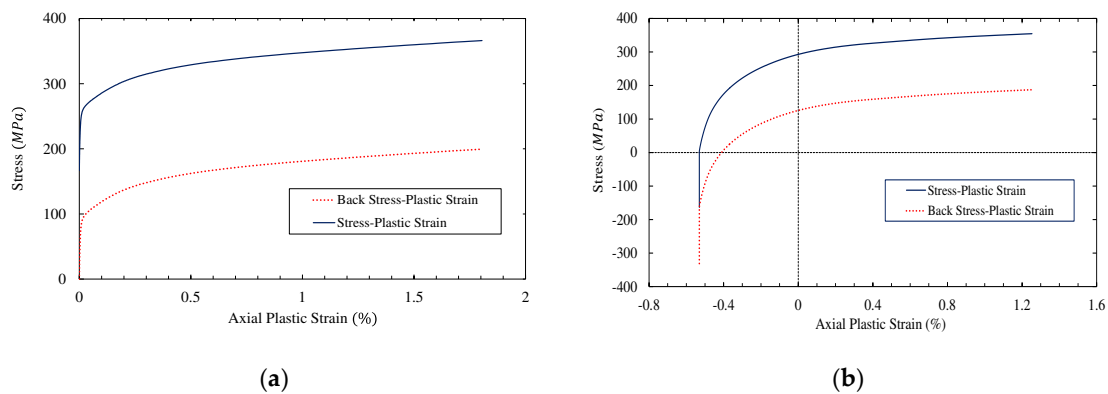 400
300
200
100
0
0
0.5
1
1.5
2
Stress (MPa)
Axial Plastic Strain (%)
Back Stress-Plastic Strain
Stress-Plastic Strain
(a)
400
300
200
100
0
-100
-200
-300
-400
-0.8
-0.4
0
0.4
0.8
1.2
1.6
Stress (MPa)
Axial Plastic Strain (%)
Stress-Plastic Strain
Back Stress-Plastic Strain
(b)